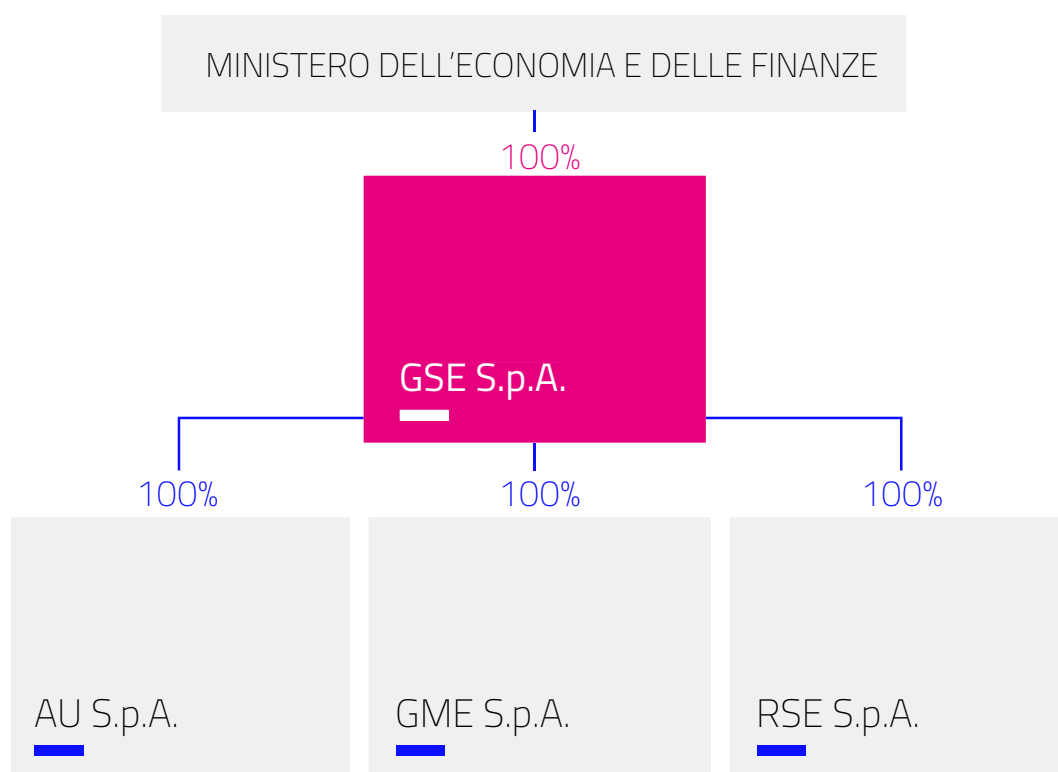 MINISTERO DELL'ECONOMIA E DELLE FINANZE
100%
GSE S.p.A.
100%
100%
100%
AU S.p.A.
GME S.p.A.
RSE S.p.A.